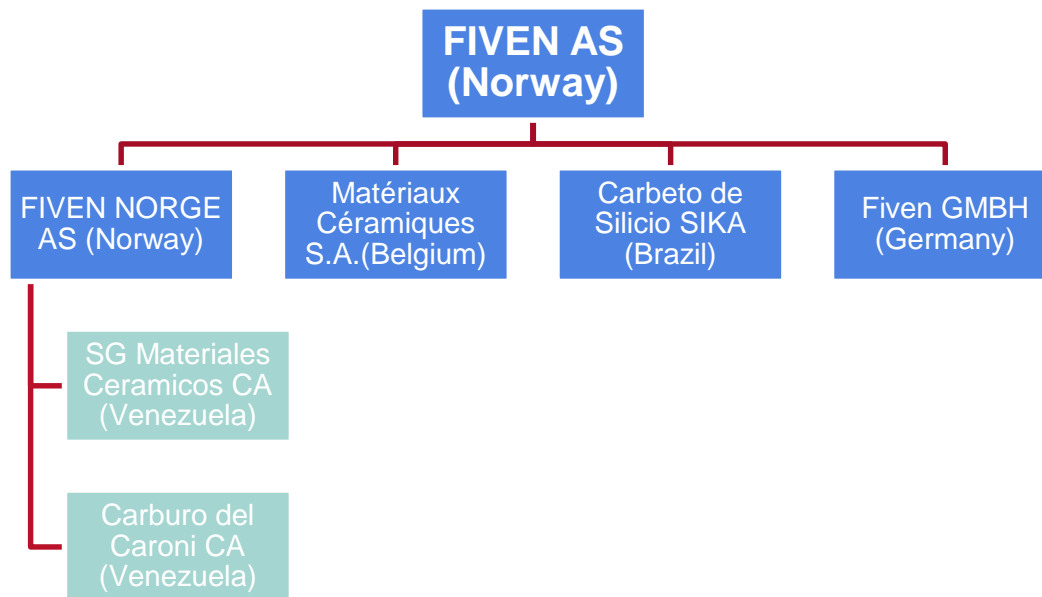 FIVEN AS
(Norway)
FIVEN NORGE
AS (Norway)
Matériaux
Céramiques
S.A.(Belgium)
Carbeto de
Silicio SIKA
(Brazil)
Fiven GMBH
(Germany)
SG Materiales
Ceramicos CA
(Venezuela)
Carburo del
Caroni CA
(Venezuela)